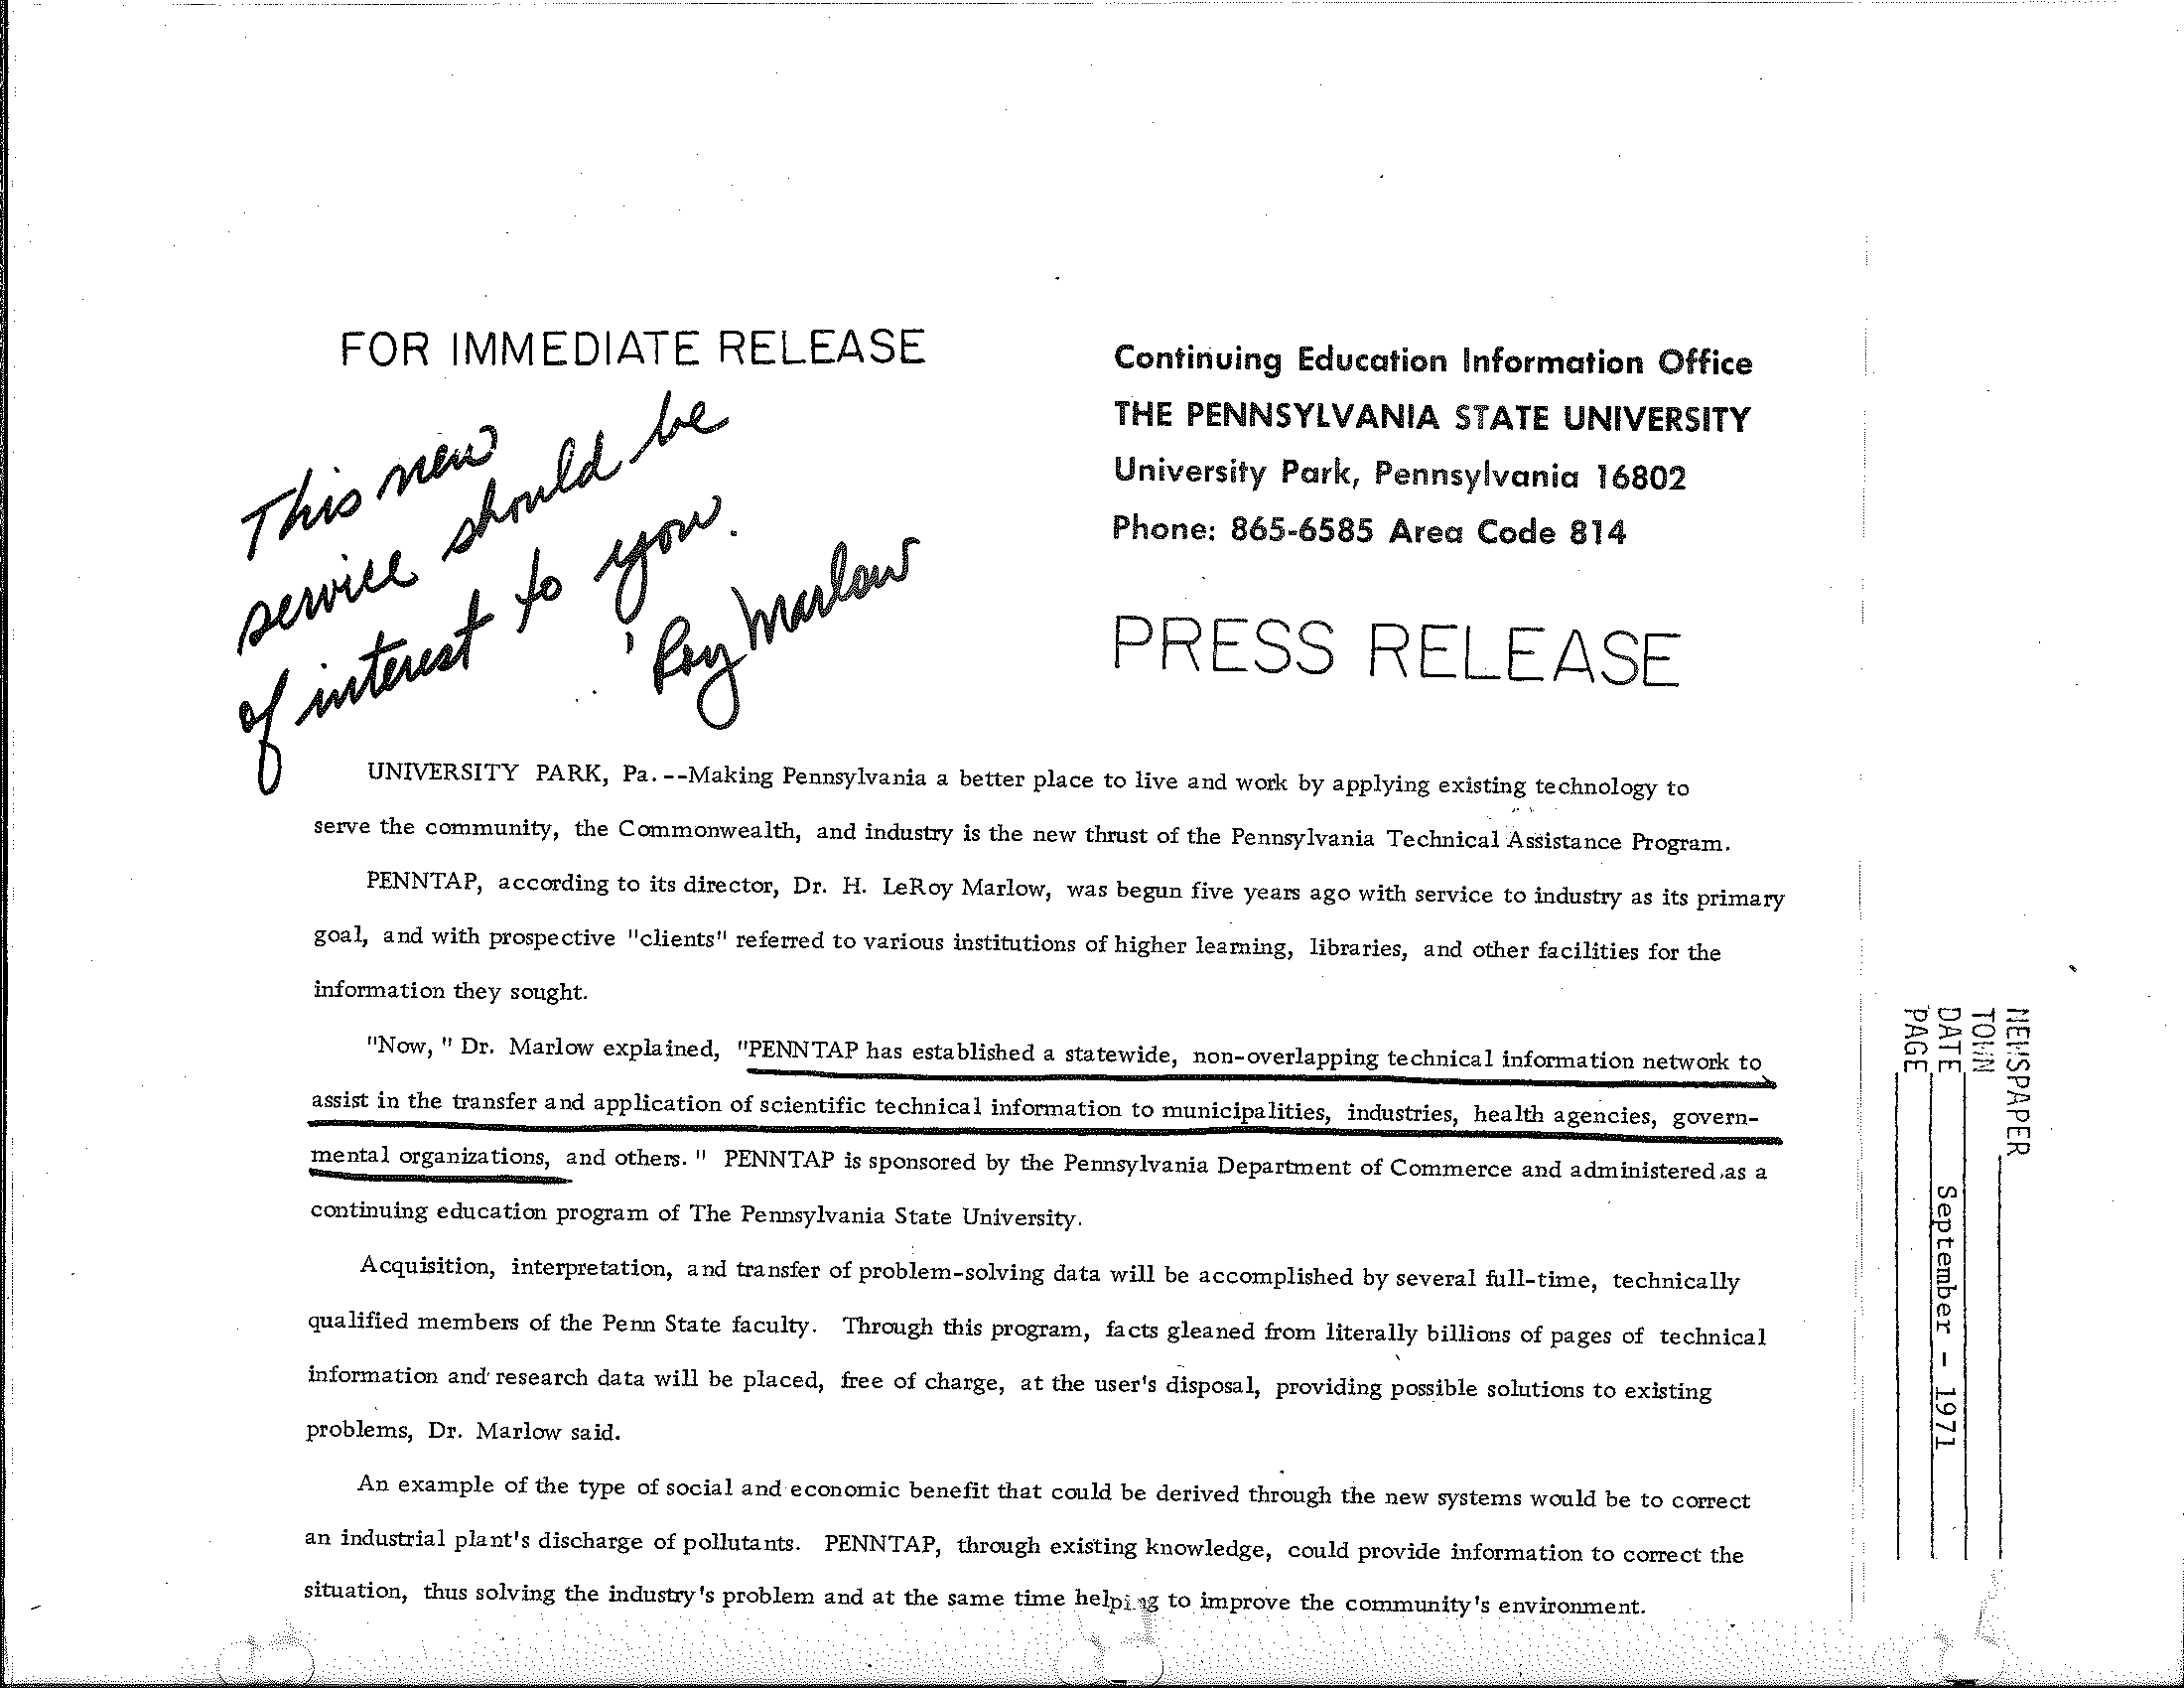 FOR IMMEDIATE RELEASE
This new
service should be
of interest to you.
Roy Marlow
Continuing Education Information Office
THE PENNSYLVANIA STATE UNIVERSITY
University Park, Pennsylvania 16802
Phone: 865-6585 Area Code 814
PRESS RELEASE
UNIVERSITY PARK, Pa. --Making Pennsylvania a better place to live and work by applying existing technology to
serve the community, the Commonwealth, and industry is the new thrust of the Pennsylvania Technical Assistance Program.
PENNTAP, according to its director, Dr. H. LeRoy Marlow, was begun five years ago with service to industry as its primary
goal, and with prospective "clients" referred to various institutions of higher learning, libraries, and other facilities for the
information they sought.
"Now, " Dr. Marlow explained, "PENNTAP has established a statewide, non-overlapping technical information network to
assist in the transfer and application of scientific technical information to municipalities, industries, health agencies, govern-
mental organizations, and others. " PENNTAP is sponsored by the Pennsylvania Department of Commerce and administered as a
continuing education program of The Pennsylvania State University.
Acquisition, interpretation, and transfer of problem-solving data will be accomplished by several full-time, technically
qualified members of the Penn State faculty. Through this program, facts gleaned from literally billions of pages of technical
information and research data will be placed, free of charge, at the user's disposal, providing possible solutions to existing
problems, Dr. Marlow said.
An example of the type of social and economic benefit that could be derived through the new systems would be to correct
an industrial plant's discharge of pollutants. PENNTAP, through existing knowledge, could provide information to correct the
situation, thus solving the industry's problem and at the same time helping to improve the community's environment.
NEWSPAPER
TOWN
DATE September - 1971
PAGE